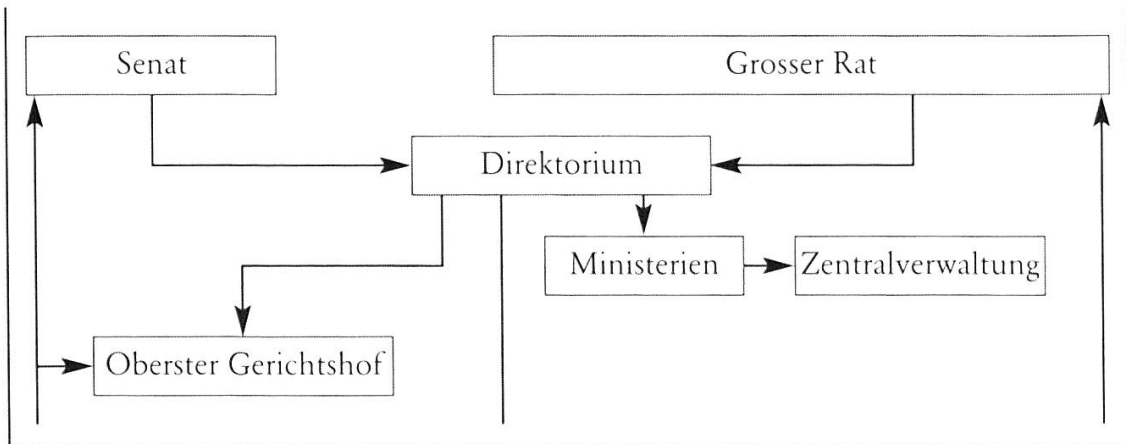 Senat
Grosser Rat
Direktorium
Ministerien
Zentralverwaltung
Oberster Gerichtshof